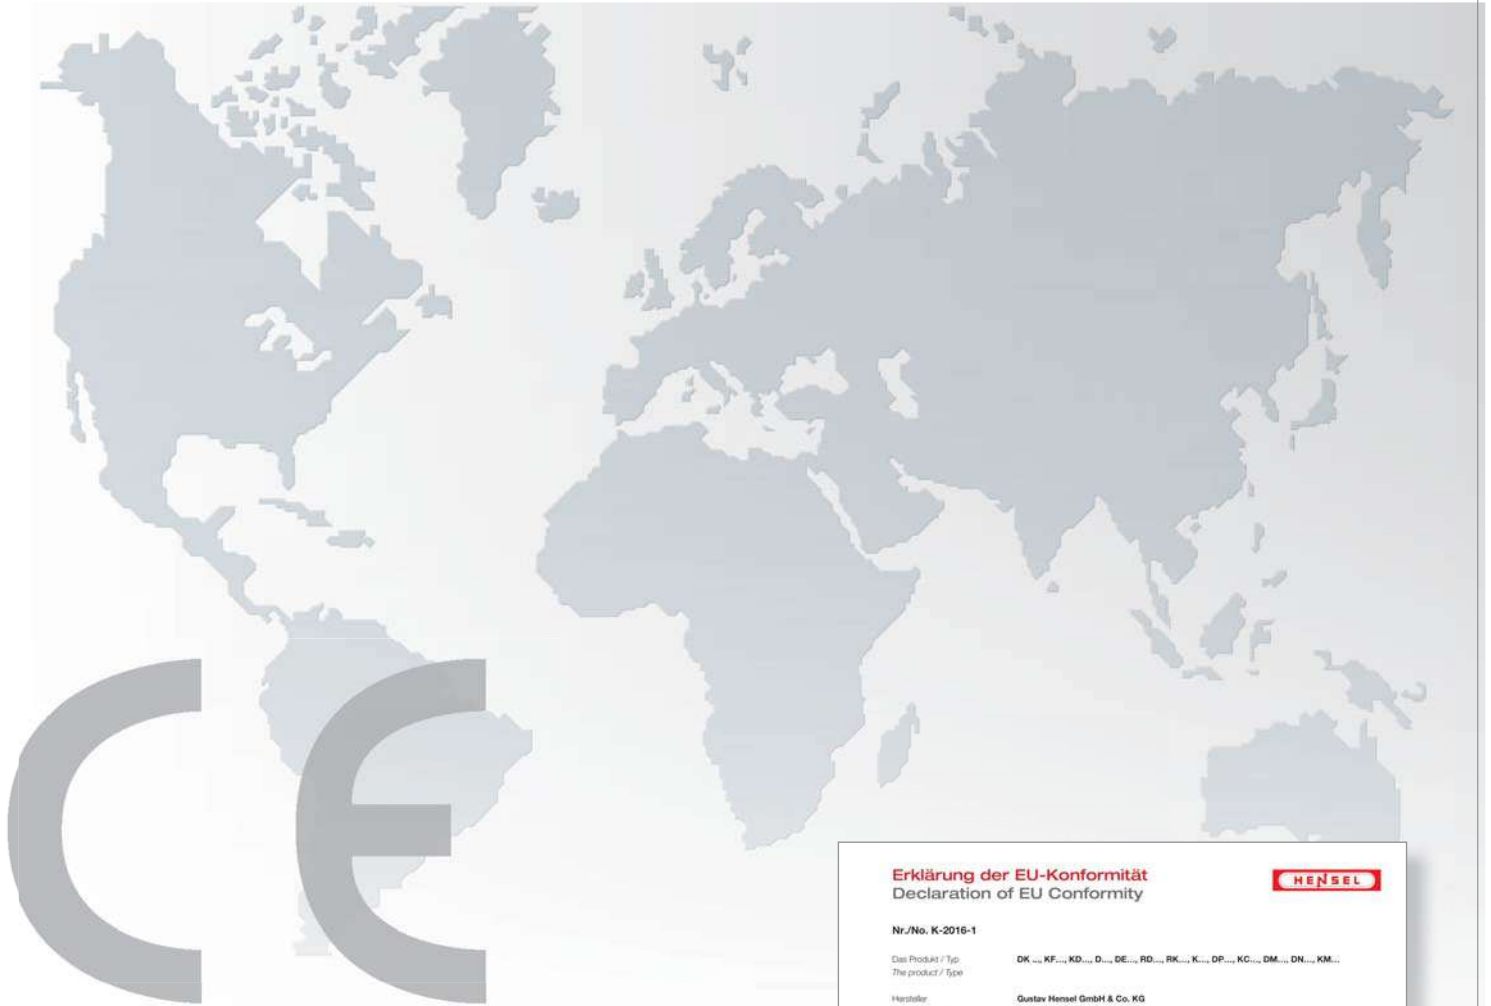 CE
Erklärung der EU-Konformität
HENSEL
Declaration of EU Conformity
Nr./No. K-2016-1
Das Produkt / Typ DK ..., KF..., KD..., D..., DE..., RD..., RK..., K..., DP..., KC..., DM..., DN..., KM...
The product / Type
Hersteller Gustav Hensel GmbH & Co. KG